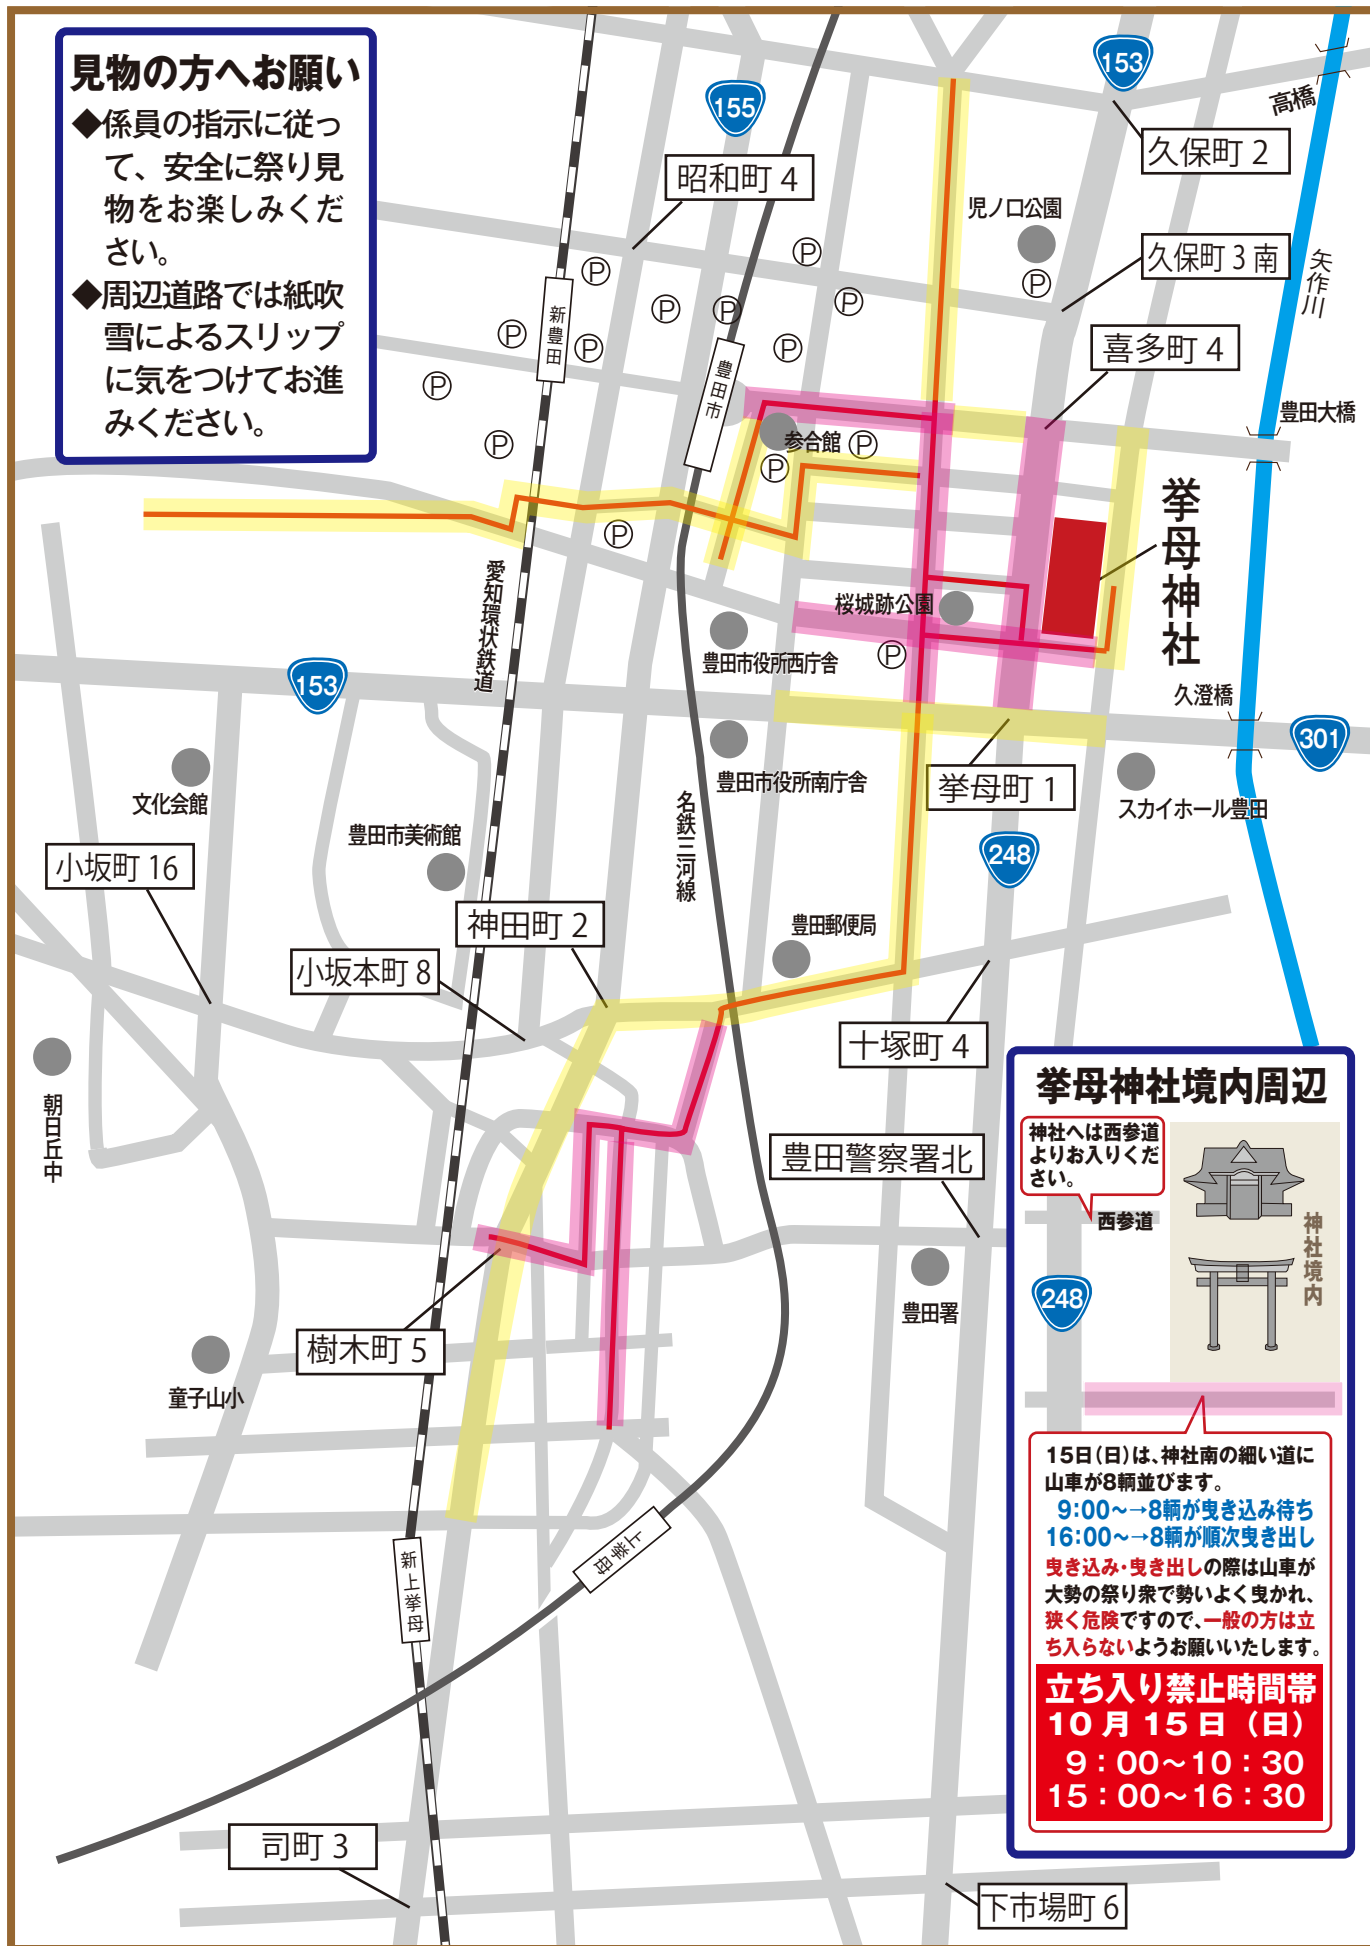 見物の方へお願い
◆係員の指示に従っ
て、安全に祭り見
物をお楽しみくだ
さい。
◆周辺道路では紙吹
雪によるスリップ
に気をつけてお進
みください。
153
155
高橋
久保町 2
昭和町 4
児ノ口公園
久保町 3 南
矢作川
Ⓟ
Ⓟ
Ⓟ
Ⓟ
Ⓟ
Ⓟ
Ⓟ
Ⓟ
Ⓟ
Ⓟ
Ⓟ
新豊田
豊田市
喜多町 4
豊田大橋
参合館
Ⓟ
Ⓟ
Ⓟ
Ⓟ
挙母神社
愛知環状鉄道
桜城跡公園
Ⓟ
豊田市役所西庁舎
153
久澄橋
301
豊田市役所南庁舎
挙母町 1
スカイホール豊田
文化会館
名鉄三河線
豊田市美術館
248
小坂町 16
神田町 2
豊田郵便局
小坂本町 8
十塚町 4
朝日丘中
豊田警察署北
豊田署
樹木町 5
童子山小
上挙母
新上挙母
司町 3
下市場町 6
挙母神社境内周辺
神社へは西参道
よりお入りくだ
さい。
西参道
神社境内
248
15日(日)は、神社南の細い道に
山車が8輌並びます。
9:00〜→8輌が曳き込み待ち
16:00〜→8輌が順次曳き出し
曳き込み・曳き出しの際は山車が
大勢の祭り衆で勢いよく曳かれ、
狭く危険ですので、一般の方は立
ち入らないようお願いいたします。
立ち入り禁止時間帯
10 月 15 日（日）
9：00〜10：30
15：00〜16：30